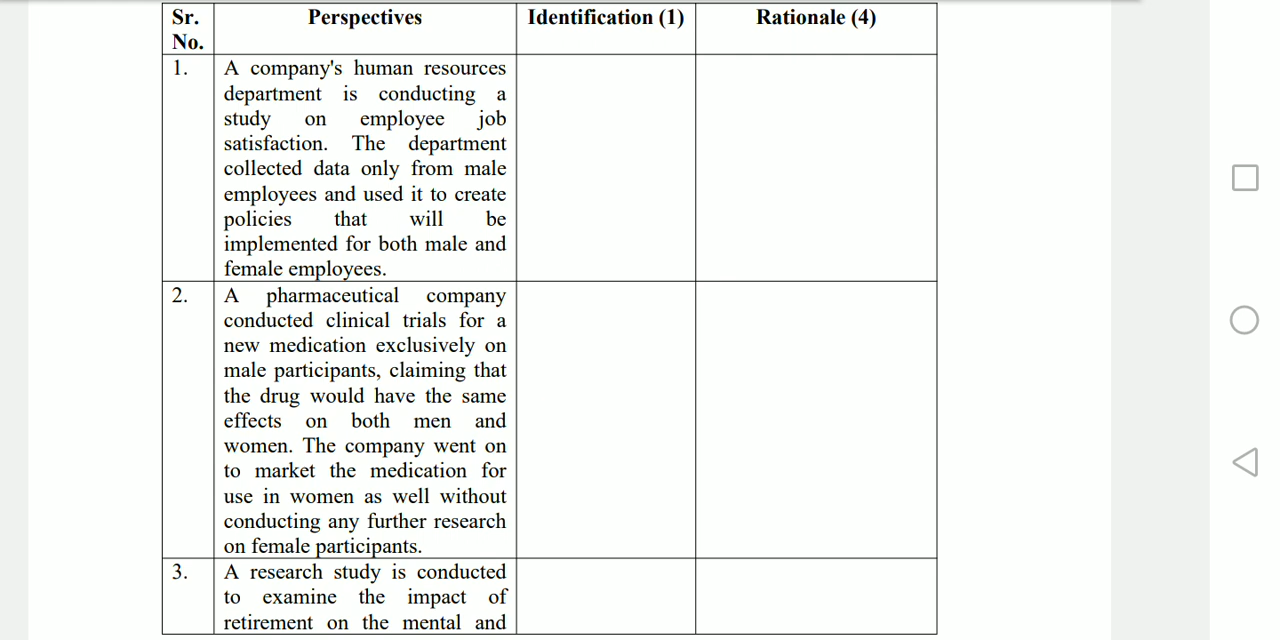 Sr. No.
Perspectives
Identification (1)
Rationale (4)
1.
A company's human resources
department is conducting a
study on employee job
satisfaction. The department
collected data only from male
employees and used it to create
policies that will be
implemented for both male and
female employees.
2.
A pharmaceutical company
conducted clinical trials for a
new medication exclusively on
male participants, claiming that
the drug would have the same
effects on both men and
women. The company went on
to market the medication for
use in women as well without
conducting any further research
on female participants.
3.
A research study is conducted
to examine the impact of
retirement on the mental and